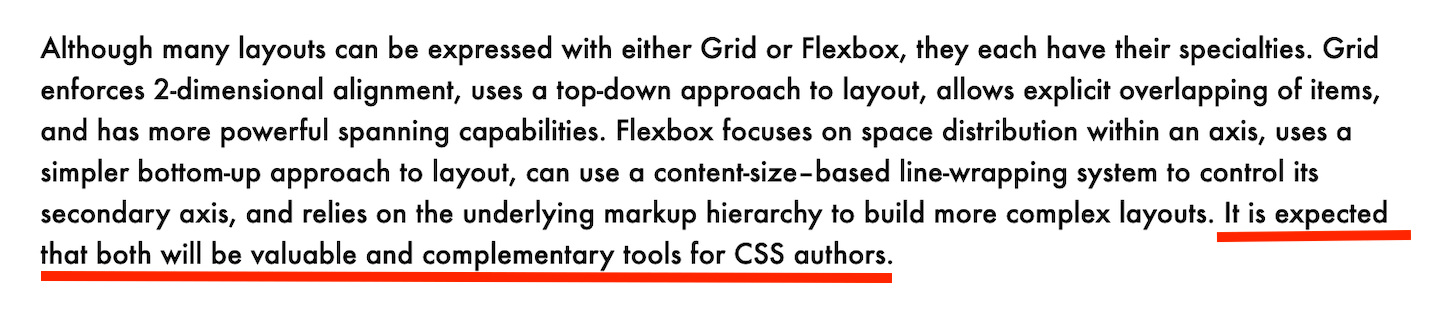 Although many layouts can be expressed with either Grid or Flexbox, they each have their specialties. Grid
enforces 2-dimensional alignment, uses a top-down approach to layout, allows explicit overlapping of items,
and has more powerful spanning capabilities. Flexbox focuses on space distribution within an axis, uses a
simpler bottom-up approach to layout, can use a content-size–based line-wrapping system to control its
secondary axis, and relies on the underlying markup hierarchy to build more complex layouts. It is expected
that both will be valuable and complementary tools for CSS authors.